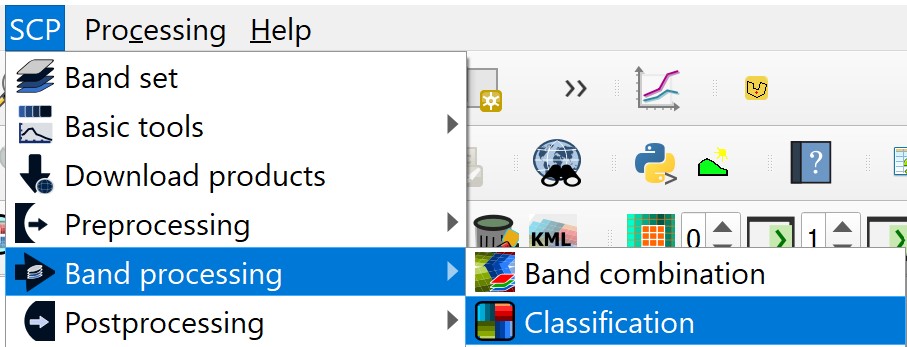 SCP Processing Help
Band set
Basic tools
Download products
Preprocessing
KML 0 1
Band processing
Band combination
Postprocessing
Classification